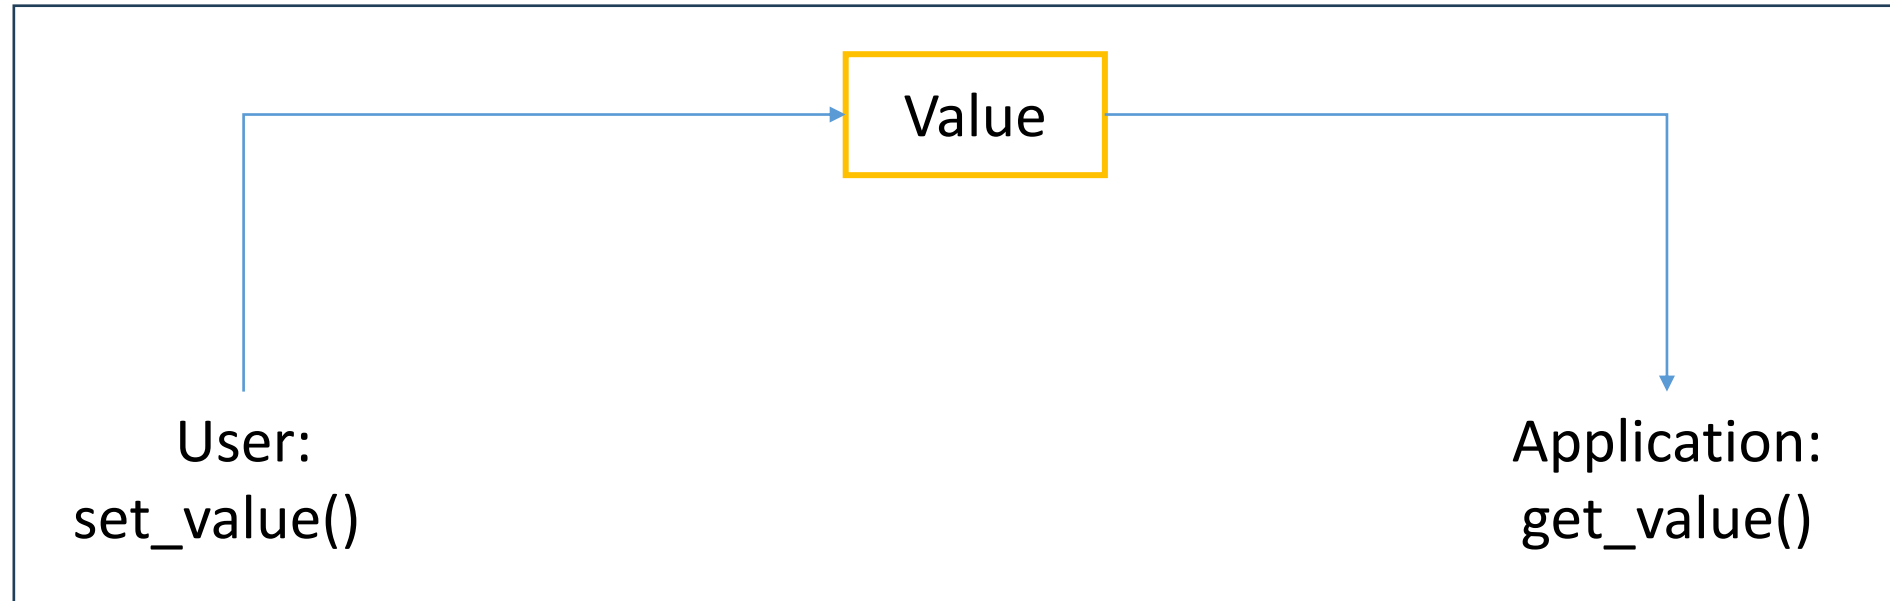 Value
User:
set_value()
Application:
get_value()